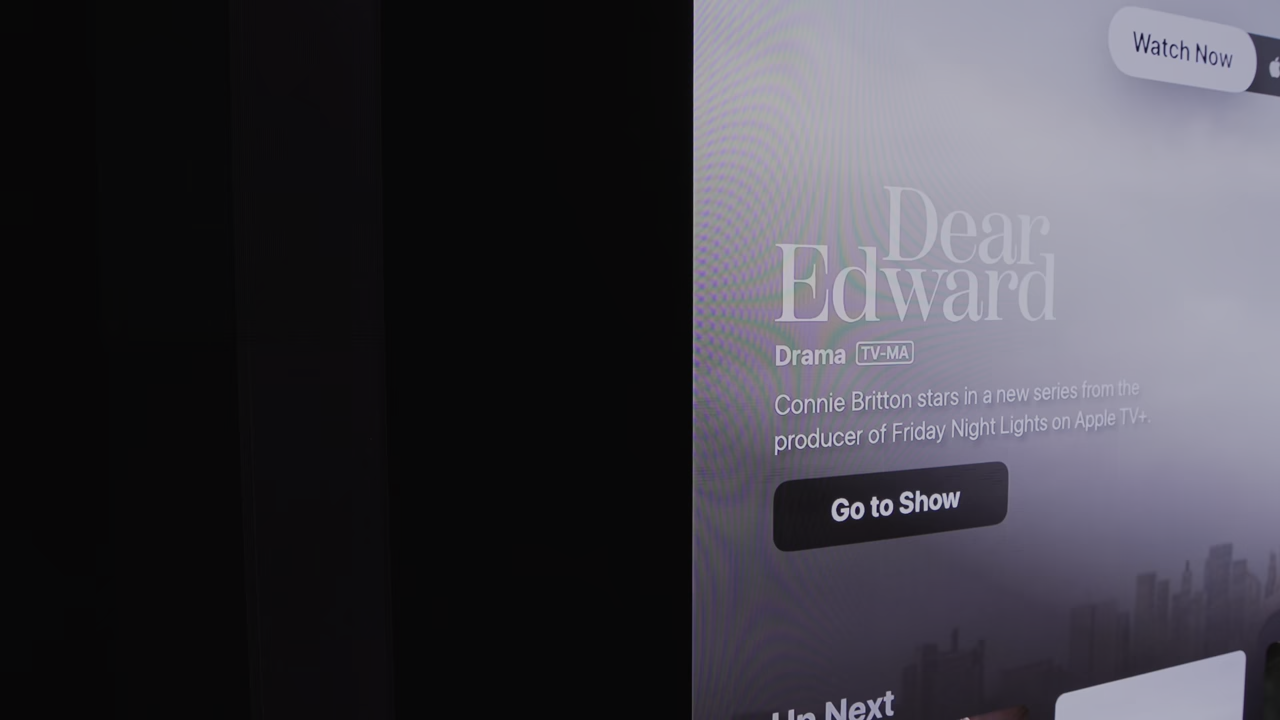 Watch Now
Dear
Edward
Drama TV-MA
Connie Britton stars in a new series from the
producer of Friday Night Lights on Apple TV+.
Go to Show
Up Next